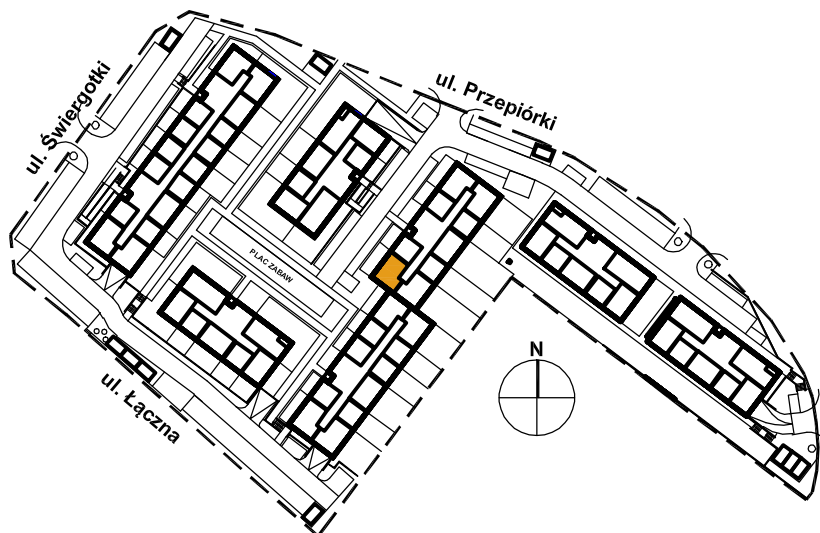 ul. Przepiórki
ul. Świergotki
PLAC ZABAW
N
ul. Łączna